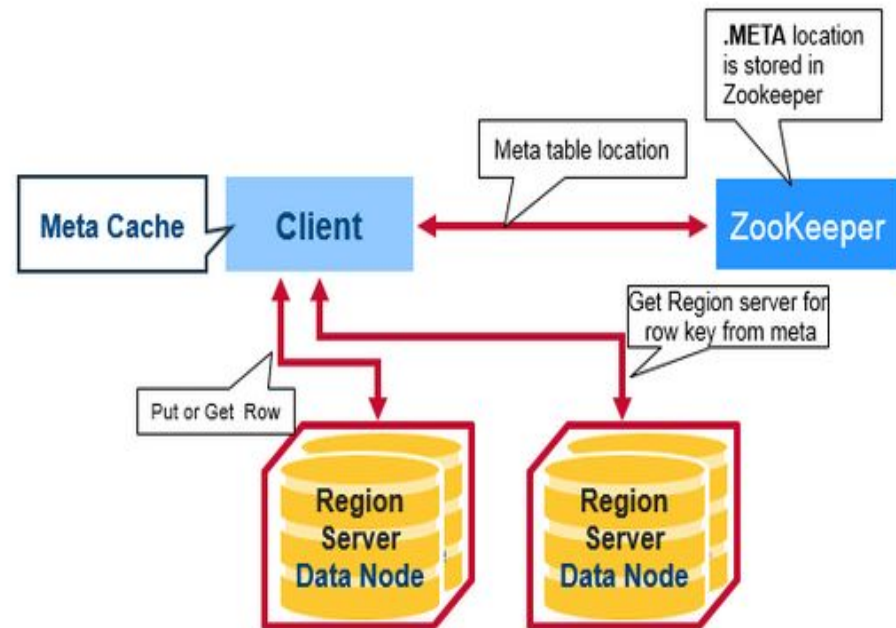 .META location
is stored in
Zookeeper
Meta table location
Meta Cache
Client
ZooKeeper
Get Region server for
row key from meta
Put or Get Row
Region
Server
Data Node
Region
Server
Data Node